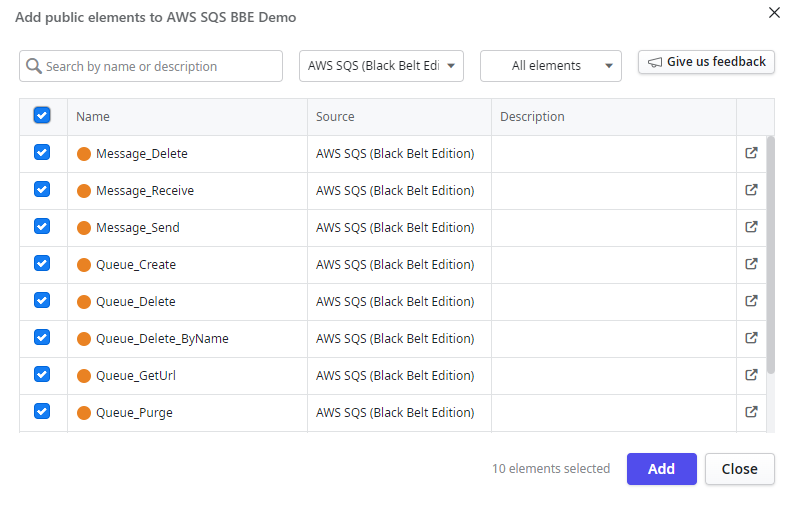 Add public elements to AWS SQS BBE Demo
Search by name or description
AWS SQS (Black Belt Edi
All elements
Give us feedback
Name Source Description
Message_Delete AWS SQS (Black Belt Edition)
Message_Receive AWS SQS (Black Belt Edition)
Message_Send AWS SQS (Black Belt Edition)
Queue_Create AWS SQS (Black Belt Edition)
Queue_Delete AWS SQS (Black Belt Edition)
Queue_Delete_ByName AWS SQS (Black Belt Edition)
Queue_GetUrl AWS SQS (Black Belt Edition)
Queue_Purge AWS SQS (Black Belt Edition)
10 elements selected
Add
Close